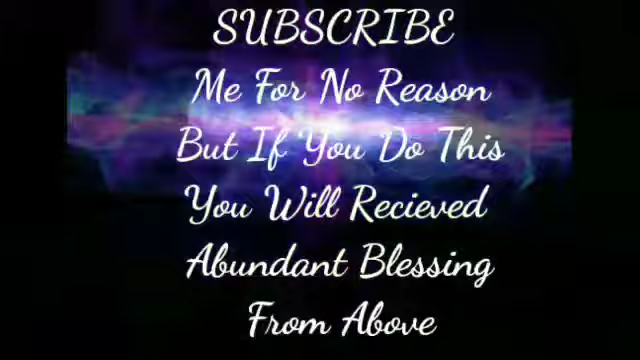 SUBSCRIBE
Me For No Reason
But If You Do This
You Will Recieved
Abundant Blessing
From Above